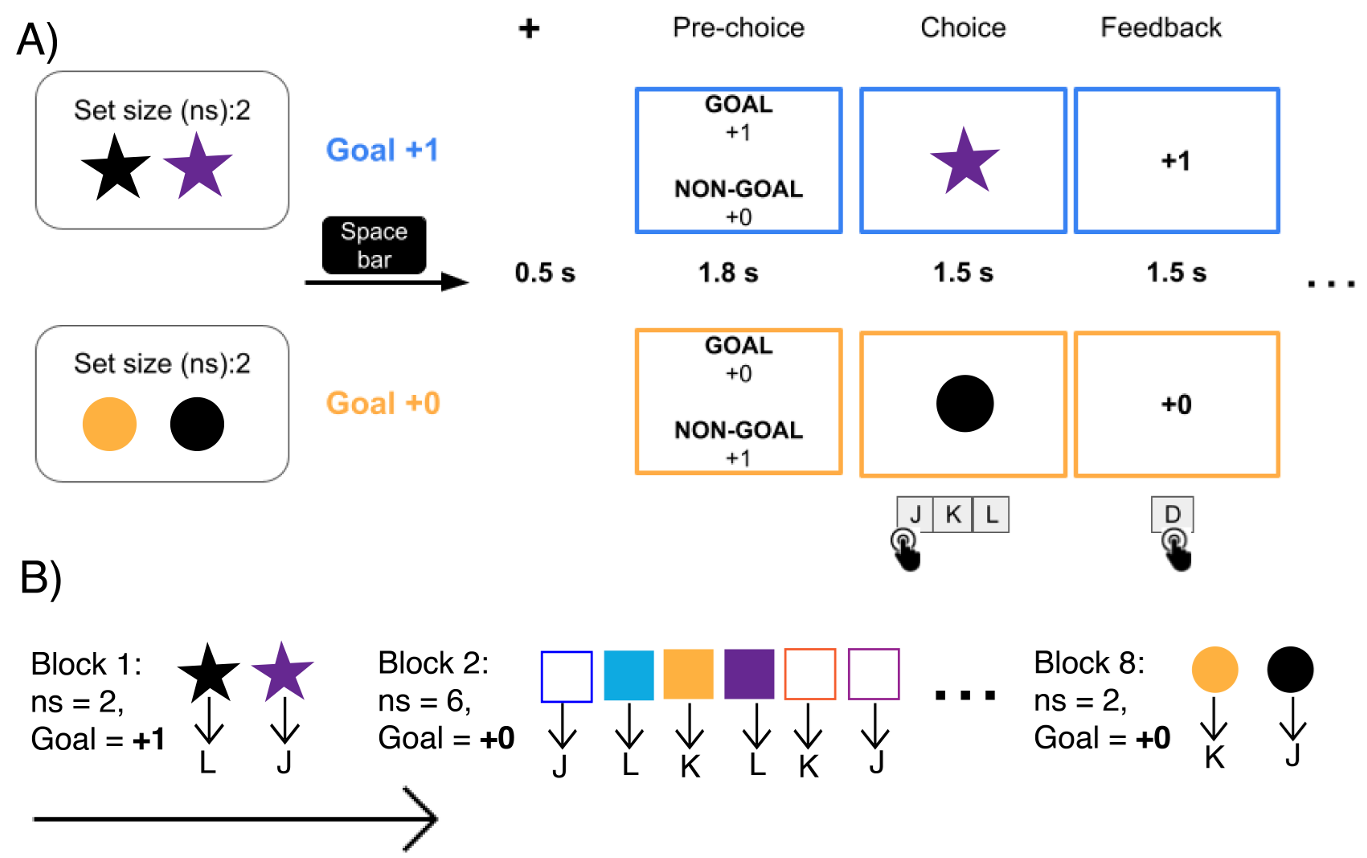 A)
+ Pre-choice Choice Feedback
Set size (ns):2
Goal +1
GOAL
+1
NON-GOAL
+0
+1
Space
bar
0.5 s 1.8 s 1.5 s 1.5 s ...
Set size (ns):2
Goal +0
GOAL
+0
NON-GOAL
+1
+0
J K L D
B)
Block 1:
ns = 2,
Goal = +1
L J
Block 2:
ns = 6,
Goal = +0
J L K L K J
...
Block 8:
ns = 2,
Goal = +0
K J